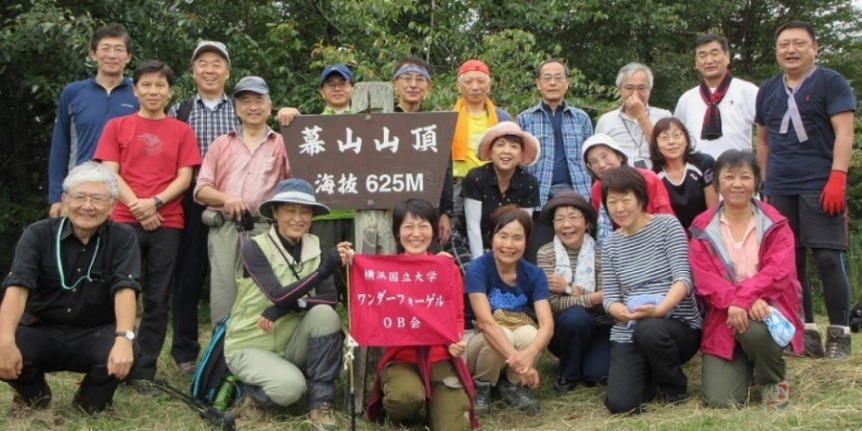 幕山山頂
海抜 625M
横浜国立大学
ワンダーフォーゲル
OB会